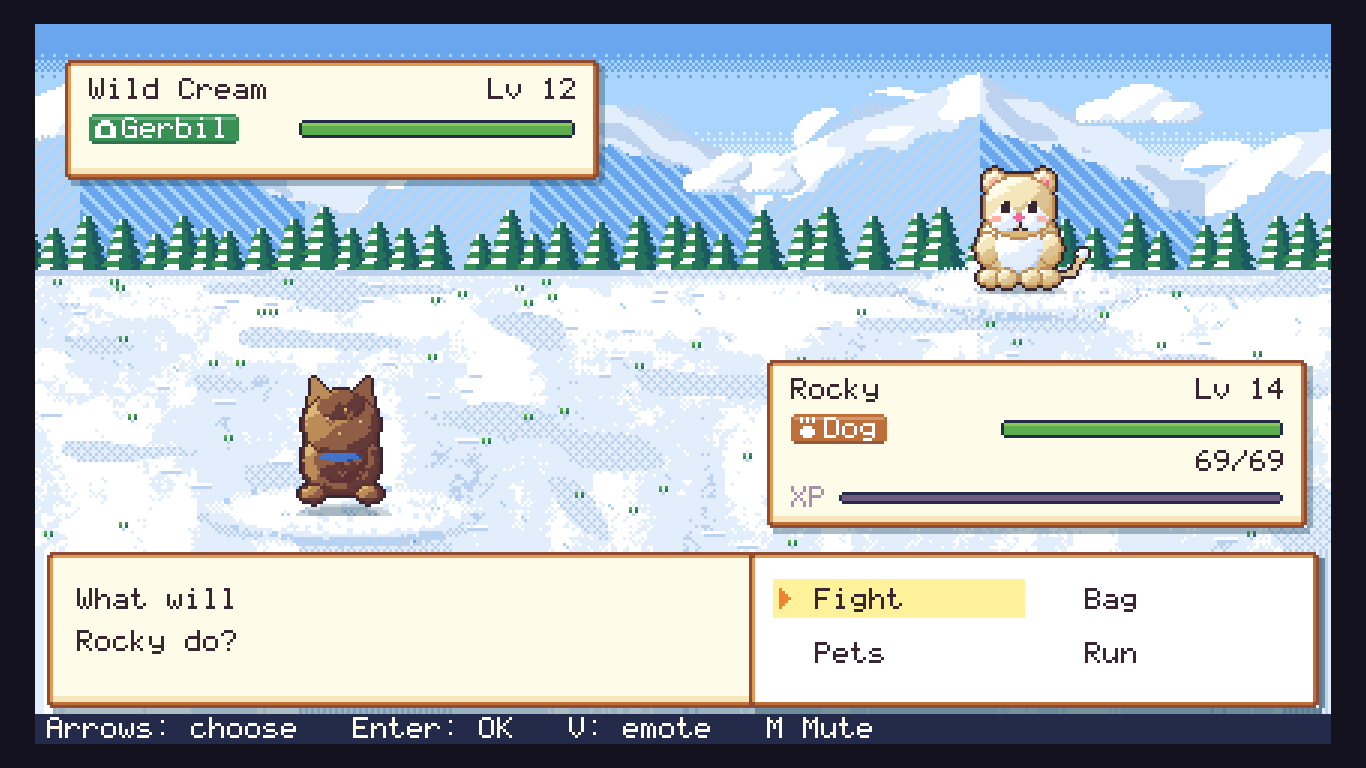 Wild Cream Lv 12
Gerbil
Rocky Lv 14
Dog
69/69
XP
What will
Rocky do?
Fight Bag
Pets Run
Arrows: choose Enter: OK V: emote M Mute